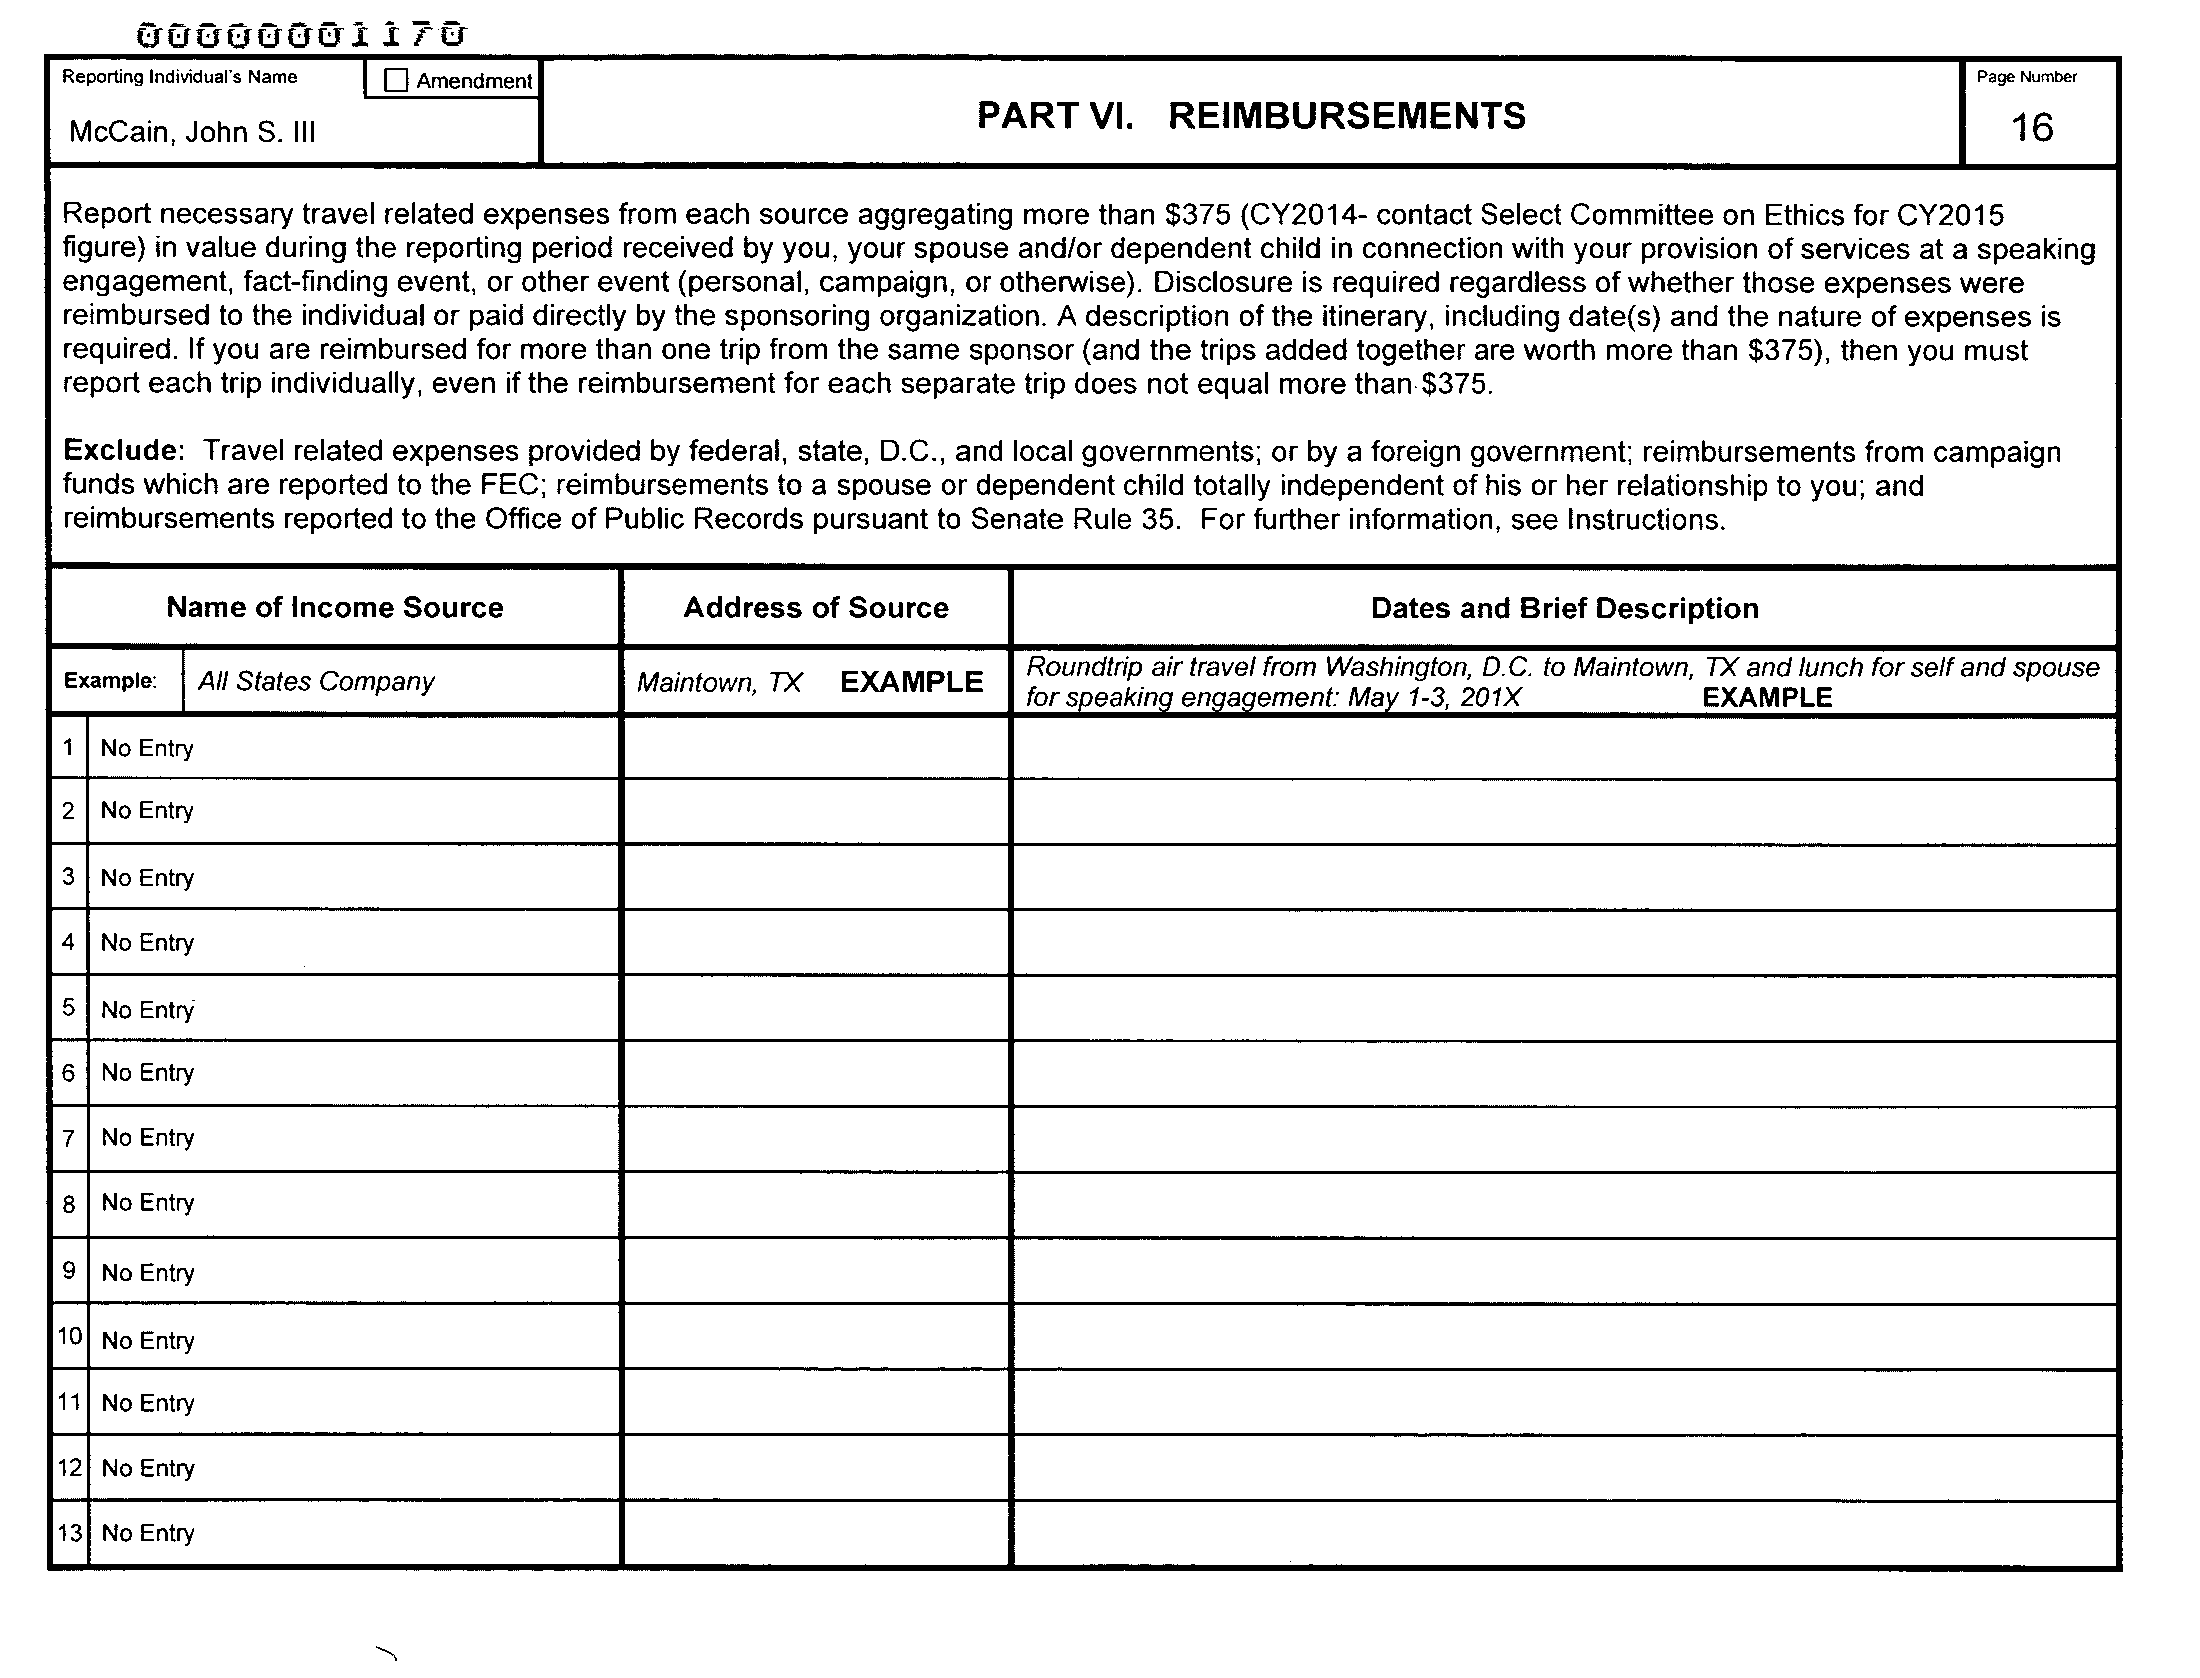 00000001170
Reporting Individual's Name
☐ Amendment
McCain, John S. III
PART VI. REIMBURSEMENTS
Page Number
16
Report necessary travel related expenses from each source aggregating more than $375 (CY2014- contact Select Committee on Ethics for CY2015
figure) in value during the reporting period received by you, your spouse and/or dependent child in connection with your provision of services at a speaking
engagement, fact-finding event, or other event (personal, campaign, or otherwise). Disclosure is required regardless of whether those expenses were
reimbursed to the individual or paid directly by the sponsoring organization. A description of the itinerary, including date(s) and the nature of expenses is
required. If you are reimbursed for more than one trip from the same sponsor (and the trips added together are worth more than $375), then you must
report each trip individually, even if the reimbursement for each separate trip does not equal more than $375.
Exclude: Travel related expenses provided by federal, state, D.C., and local governments; or by a foreign government; reimbursements from campaign
funds which are reported to the FEC; reimbursements to a spouse or dependent child totally independent of his or her relationship to you; and
reimbursements reported to the Office of Public Records pursuant to Senate Rule 35. For further information, see Instructions.
Name of Income Source
Address of Source
Dates and Brief Description
Example: All States Company
Maintown, TX EXAMPLE
Roundtrip air travel from Washington, D.C. to Maintown, TX and lunch for self and spouse
for speaking engagement: May 1-3, 201X EXAMPLE
1 No Entry
2 No Entry
3 No Entry
4 No Entry
5 No Entry
6 No Entry
7 No Entry
8 No Entry
9 No Entry
10 No Entry
11 No Entry
12 No Entry
13 No Entry